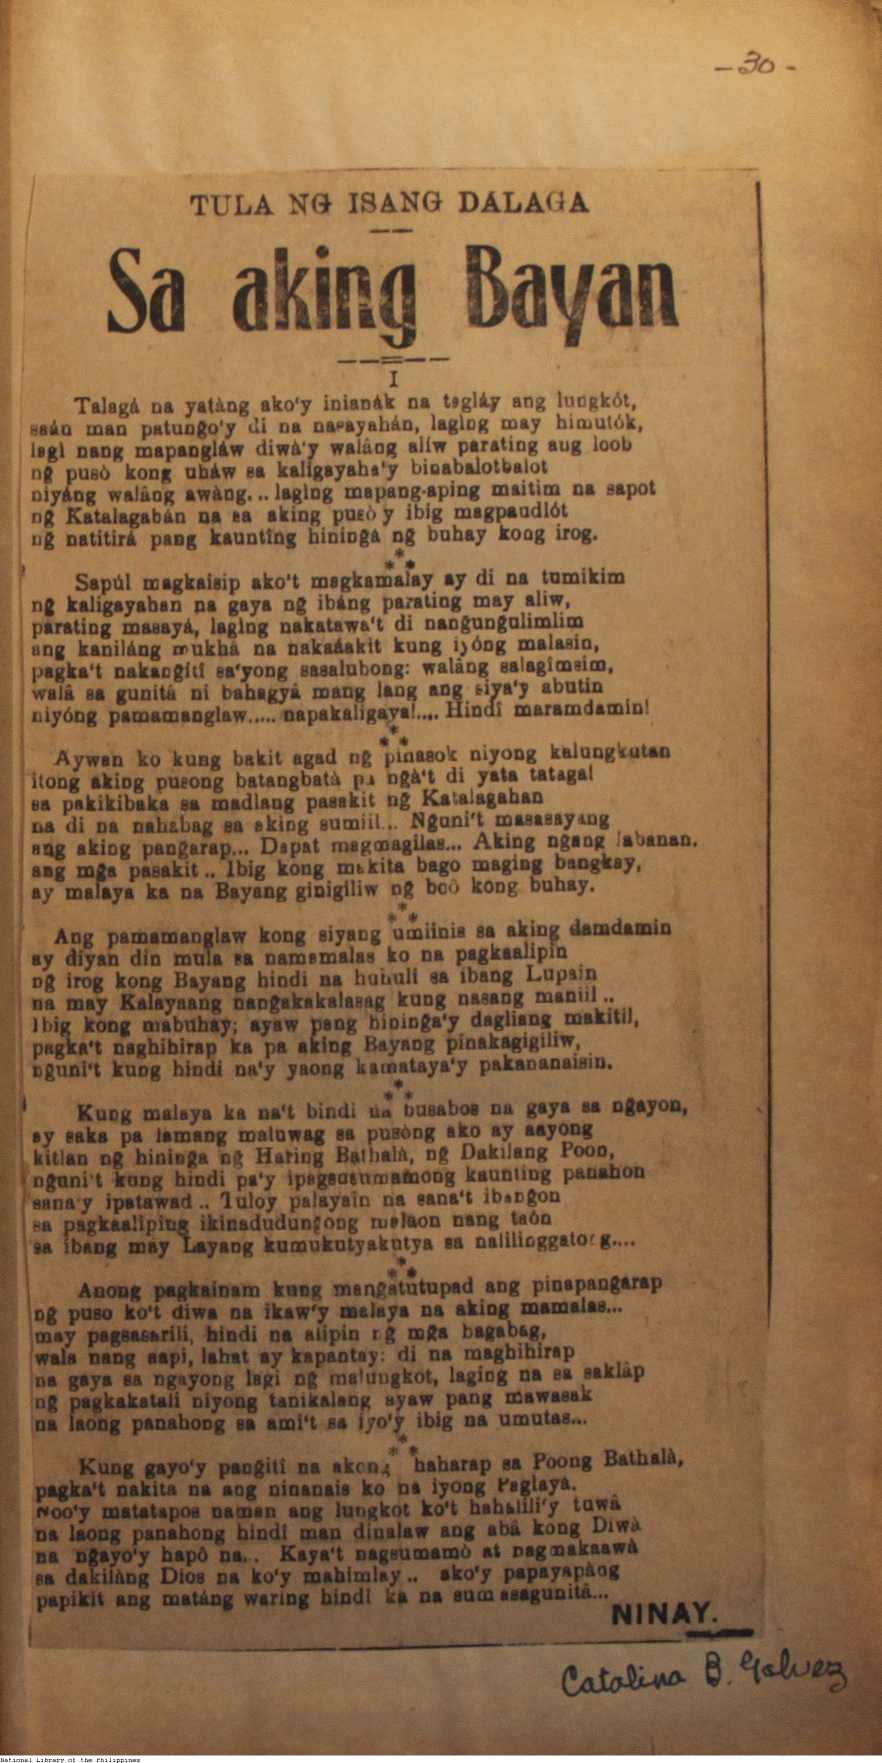 - 30 -
TULA NG ISANG DALAGA
Sa aking Bayan
I
Talagá na yatàng ako'y inianák na tagláy ang lungkót,
saán man patungo'y di na nasayahán, laging may himutók,
lagi nang mapangláw diwà'y walâng aliw parating ang loob
ng pusò kong uháw sa kaligayaha'y binabalotbalot
niyáng walâng awàng... laging mapang-aping maitim na sapot
ng Katalagahán na sa aking pusò'y ibig magpaudlót
ng natitirá pang kaunting hiningá ng buhay kong irog.
***
Sapúl magkaisip ako't magkamalay ay di na tumikim
ng kaligayahan na gaya ng ibáng parating may aliw,
parating masayá, laging nakatawa't di nangungulimlim
ang kaniláng mukhâ na nakaáakit kung iyóng malasin,
pagka't nakangitî sa'yong sasalubong: walâng salagimsim,
walâ sa gunitâ ni bahagyâ mang lang ang siya'y abutin
niyóng pamamanglaw..... napakaligaya!.... Hindî maramdamin!
***
Aywan ko kung bakit agad ng pinasok niyong kalungkutan
itong aking pusong batangbatà pa ngà't di yata tatagal
sa pakikibaka sa madlang pasakit ng Katalagahan
na di na nahabag sa aking sumiil... Nguni't masasayang
ang aking pangarap... Dapat magmagilas... Aking ngang labanan.
ang mga pasakit.. Ibig kong makita bago maging bangkay,
ay malaya ka na Bayang ginigiliw ng boô kong buhay.
***
Ang pamamanglaw kong siyang umiinis sa aking damdamin
ay diyan din mula sa namamalas ko na pagkaalipin
ng irog kong Bayang hindi na huhuli sa ibang Lupain
na may Kalayaang nangakakalasag kung nasang maniil..
Ibig kong mabuhay; ayaw pang hininga'y dagliang makitil,
pagka't naghihirap ka pa aking Bayang pinakagigiliw,
nguni't kung hindi na'y yaong kamataya'y pakananaisin.
***
Kung malaya ka na't hindi na busabos na gaya sa ngayon,
ay saka pa lamang maluwag sa pusòng ako ay aayong
kitlan ng hininga ng Haring Bathalà, ng Dakilang Poon,
nguni't kung hindi pa'y ipagsusumamong kaunting panahon
sana'y ipatawad.. Tuloy palayain na sana't ibangon
sa pagkaaliping ikinadudungong malaon nang taón
sa ibang may Layang kumukutyakutya sa nalilinggatong....
***
Anong pagkainam kung mangatutupad ang pinapangarap
ng puso ko't diwa na ikaw'y malaya na aking mamalas...
may pagsasarili, hindi na alipin ng mga bagabag,
wala nang aapi, lahat ay kapantay: di na maghihirap
na gaya sa ngayong lagi ng malungkot, laging na sa saklâp
ng pagkakatali niyong tanikalang ayaw pang mawasak
na laong panahong sa ami't sa iyo'y ibig na umutas...
***
Kung gayo'y pangitî na akong haharap sa Poong Bathalà,
pagka't nakita na ang ninanais ko na iyong Paglaya.
Noo'y matatapos naman ang lungkot ko't hahalili'y tuwâ
na laong panahong hindî man dinalaw ang abâ kong Diwà
na ngayo'y hapô na... Kaya't nagsumamò at nagmakaawà
sa dakilàng Dios na ko'y mahimlay.. ako'y papayapàng
papikit ang matáng waring hindi ka na sumasagunitâ...
NINAY.
Catalina B. Galvez
National Library of the Philippines